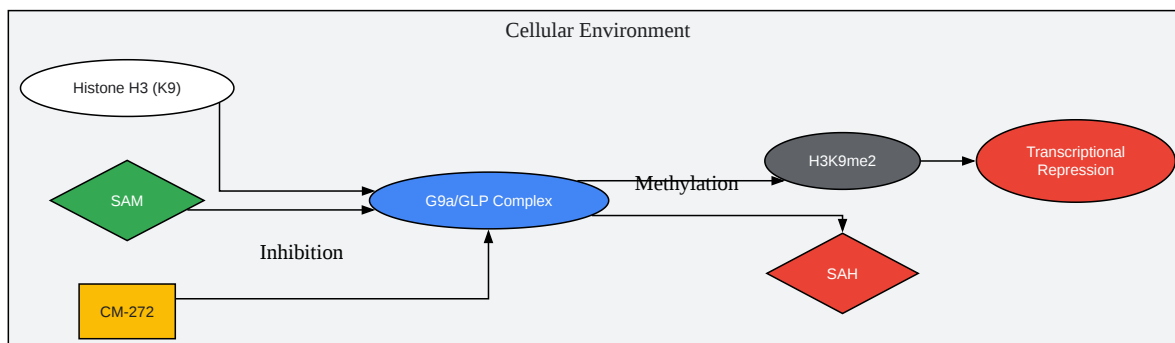 Cellular Environment
Histone H3 (K9)
SAM
Inhibition
CM-272
G9a/GLP Complex
Methylation
H3K9me2
SAH
Transcriptional
Repression